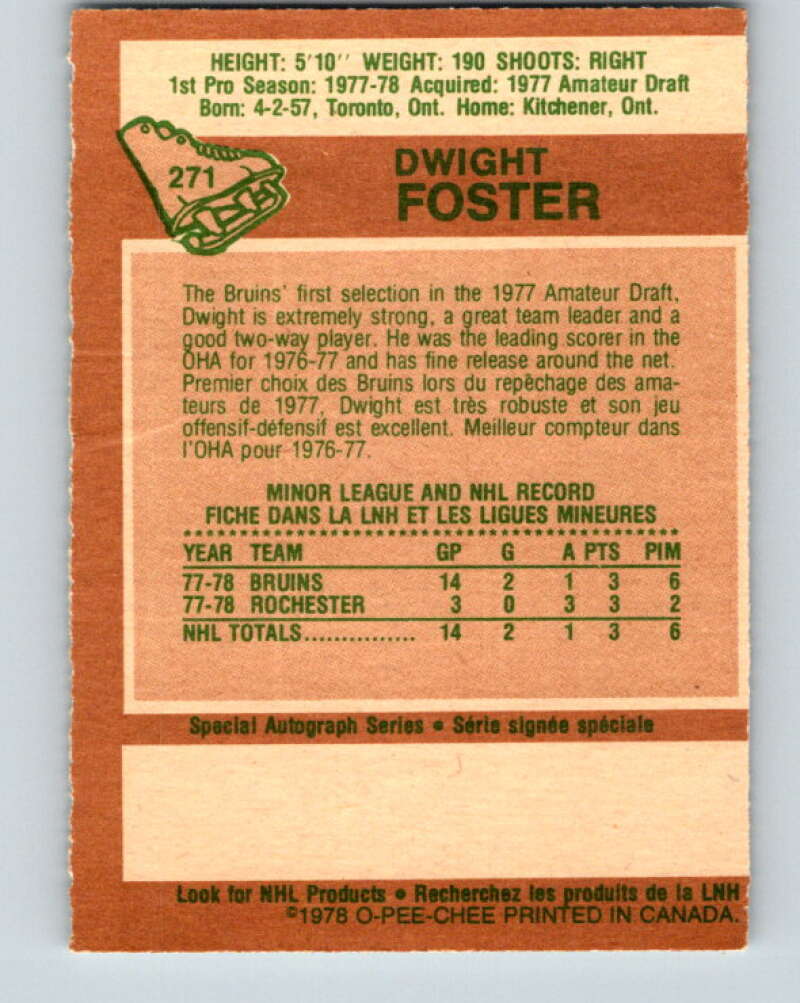 HEIGHT: 5'10'' WEIGHT: 190 SHOOTS: RIGHT
1st Pro Season: 1977-78 Acquired: 1977 Amateur Draft
Born: 4-2-57, Toronto, Ont. Home: Kitchener, Ont.
271
DWIGHT
FOSTER
The Bruins' first selection in the 1977 Amateur Draft,
Dwight is extremely strong, a great team leader and a
good two-way player. He was the leading scorer in the
OHA for 1976-77 and has fine release around the net.
Premier choix des Bruins lors du repêchage des ama-
teurs de 1977, Dwight est très robuste et son jeu
offensif-défensif est excellent. Meilleur compteur dans
l'OHA pour 1976-77.
MINOR LEAGUE AND NHL RECORD
FICHE DANS LA LNH ET LES LIGUES MINEURES
YEAR TEAM GP G A PTS PIM
77-78 BRUINS 14 2 1 3 6
77-78 ROCHESTER 3 0 3 3 2
NHL TOTALS............... 14 2 1 3 6
Special Autograph Series • Série signée spéciale
Look for NHL Products • Recherchez les produits de la LNH
©1978 O-PEE-CHEE PRINTED IN CANADA.